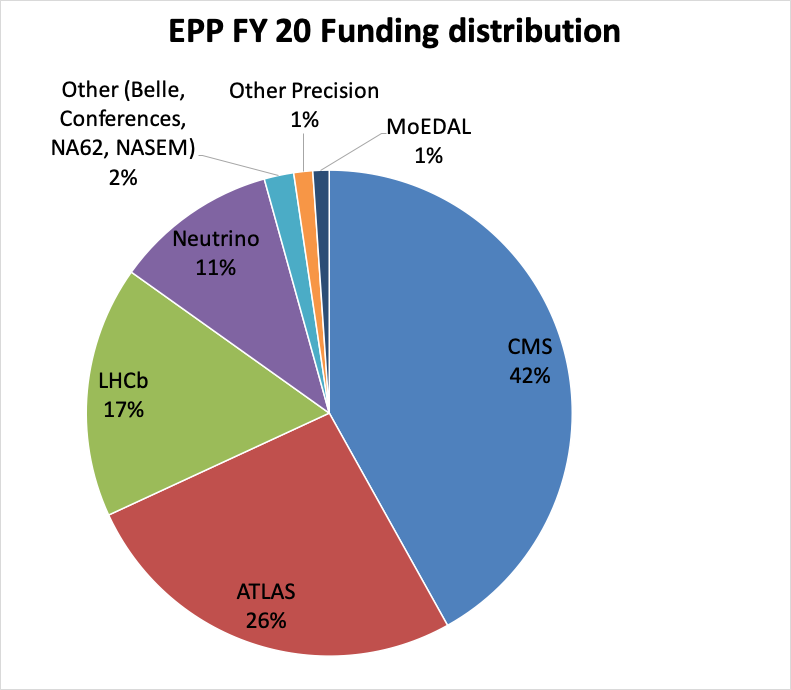 EPP FY 20 Funding distribution
Other (Belle,
Conferences,
NA62, NASEM)
2%
Other Precision
1%
MoEDAL
1%
Neutrino
11%
CMS
42%
LHCb
17%
ATLAS
26%